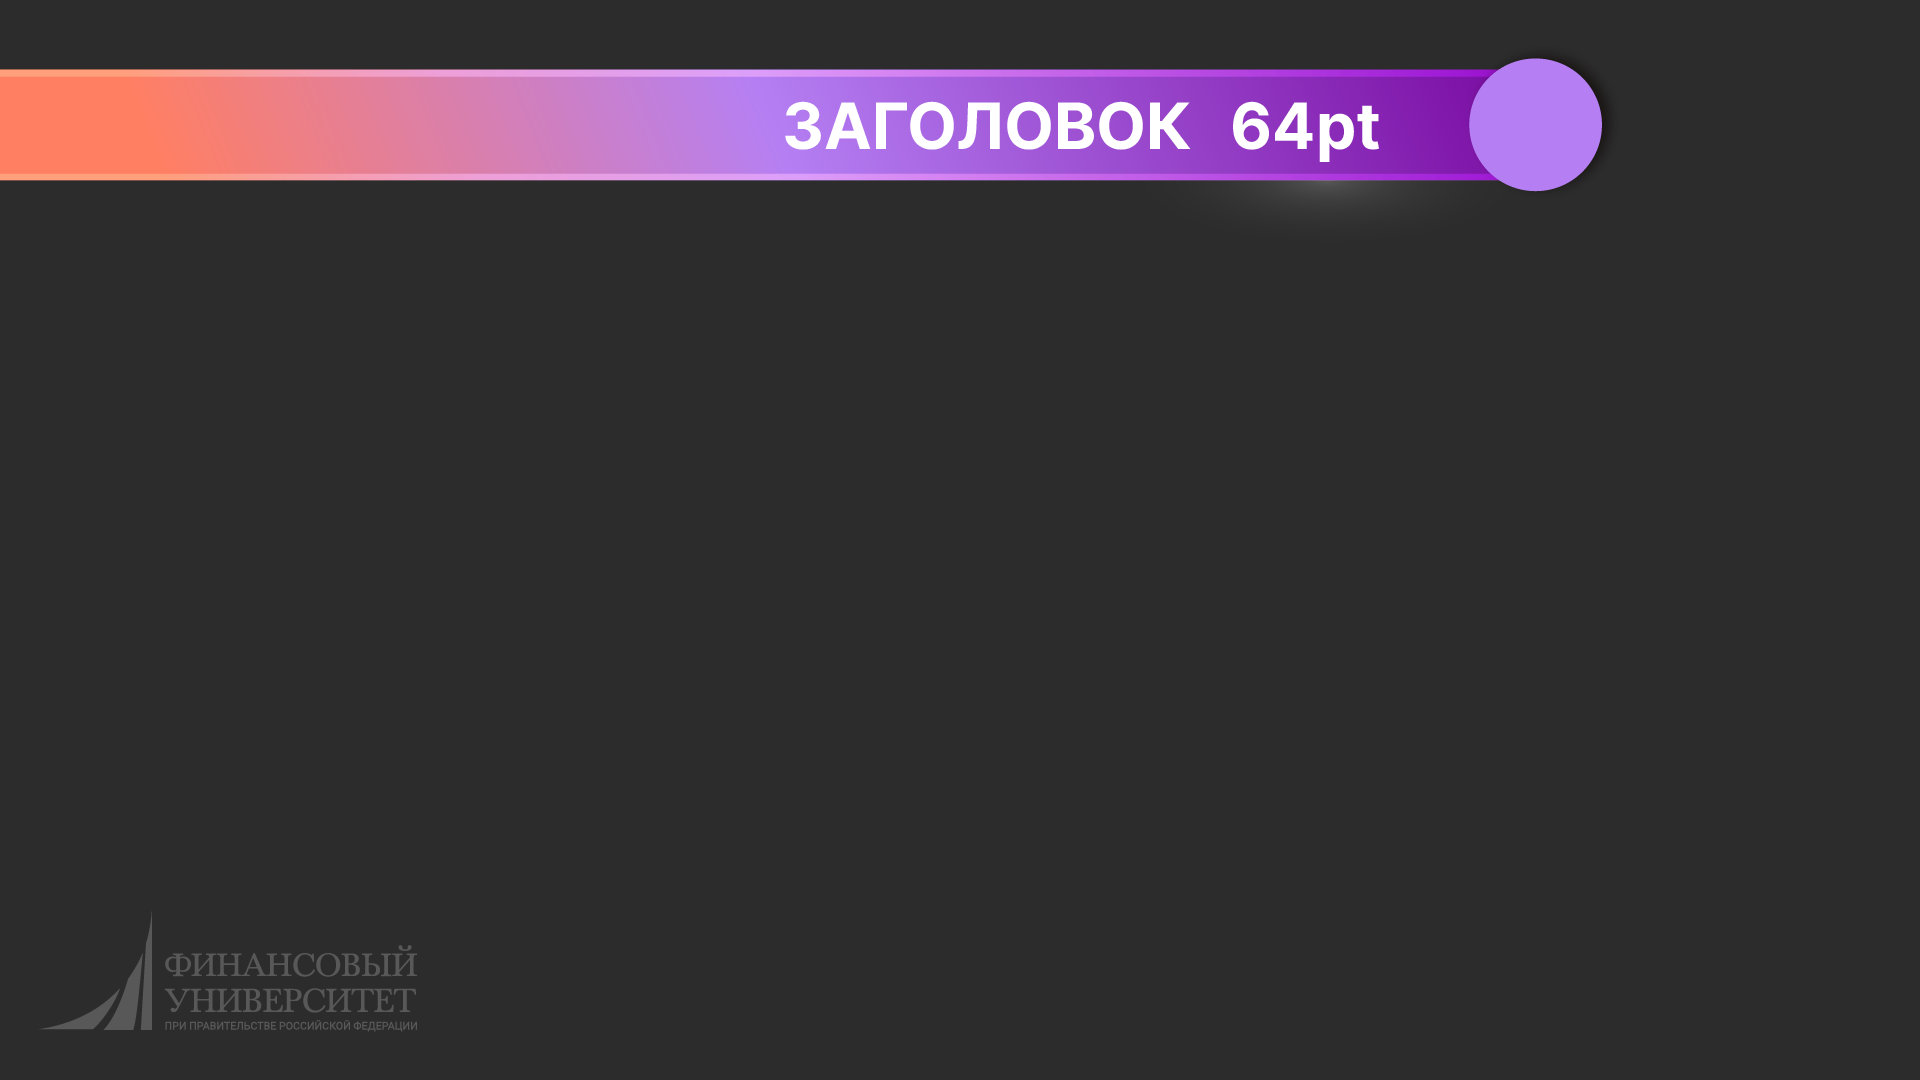 ЗАГОЛОВОК 64pt
ФИНАНСОВЫЙ
УНИВЕРСИТЕТ
ПРИ ПРАВИТЕЛЬСТВЕ РОССИЙСКОЙ ФЕДЕРАЦИИ